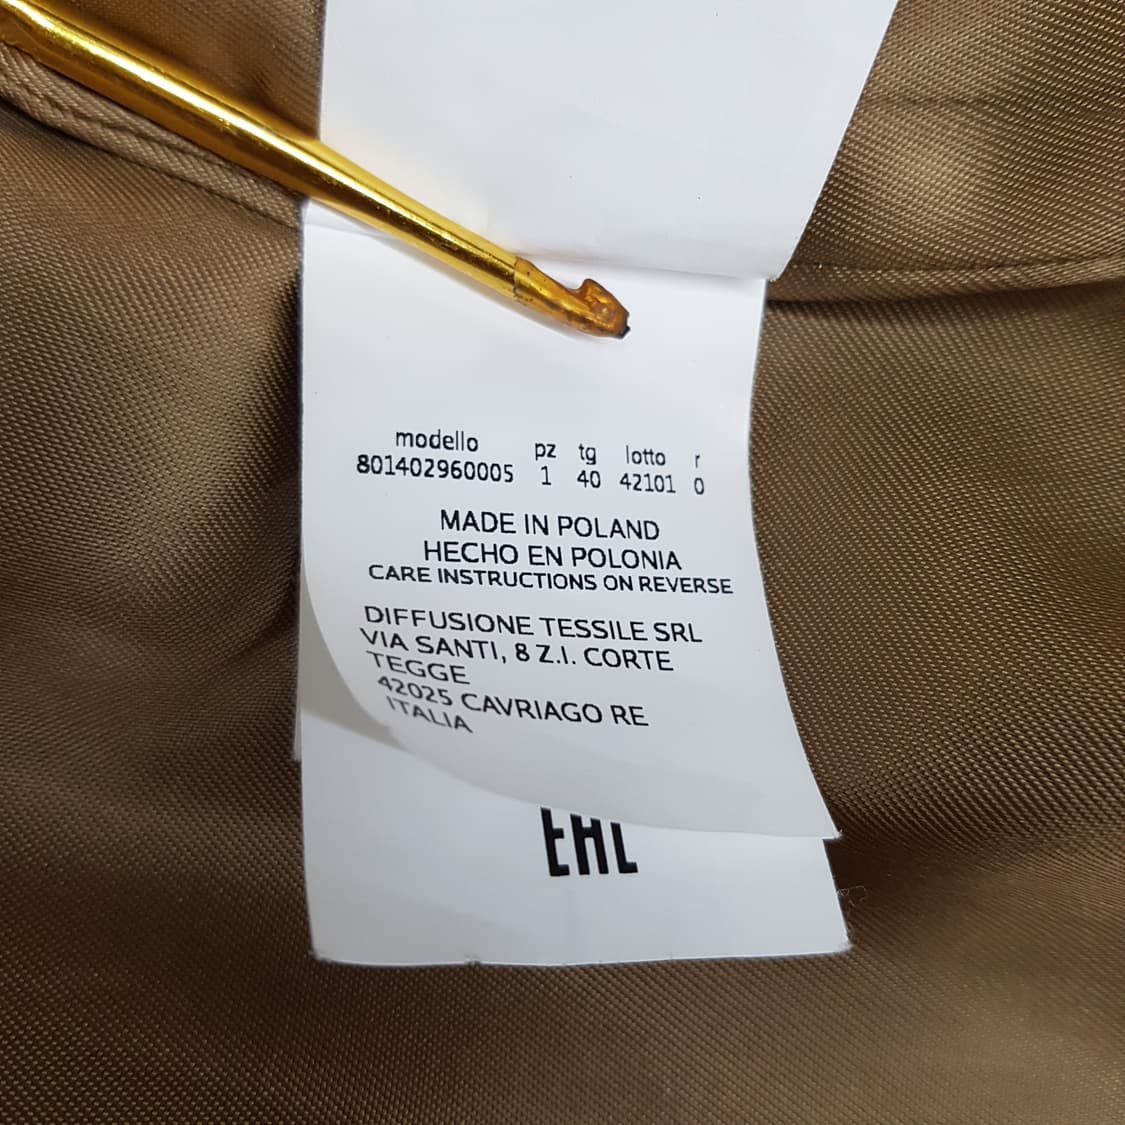 modello pz tg lotto r
801402960005 1 40 42101 0
MADE IN POLAND
HECHO EN POLONIA
CARE INSTRUCTIONS ON REVERSE
DIFFUSIONE TESSILE SRL
VIA SANTI, 8 Z.I. CORTE
TEGGE
42025 CAVRIAGO RE
ITALIA
EAC